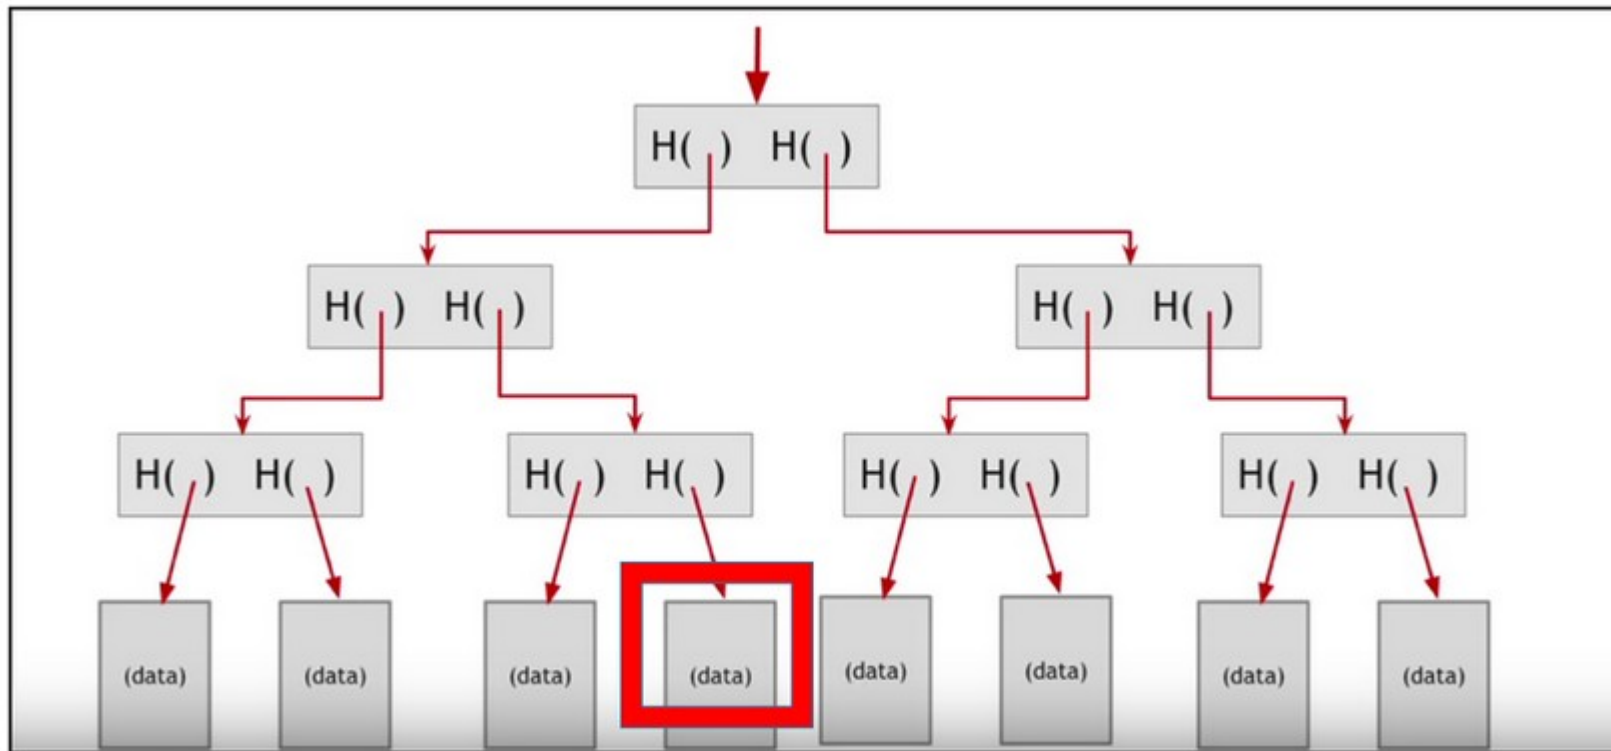 H( ) H( )
H( ) H( ) H( ) H( )
H( ) H( ) H( ) H( ) H( ) H( ) H( ) H( )
(data) (data) (data) (data) (data) (data) (data) (data)